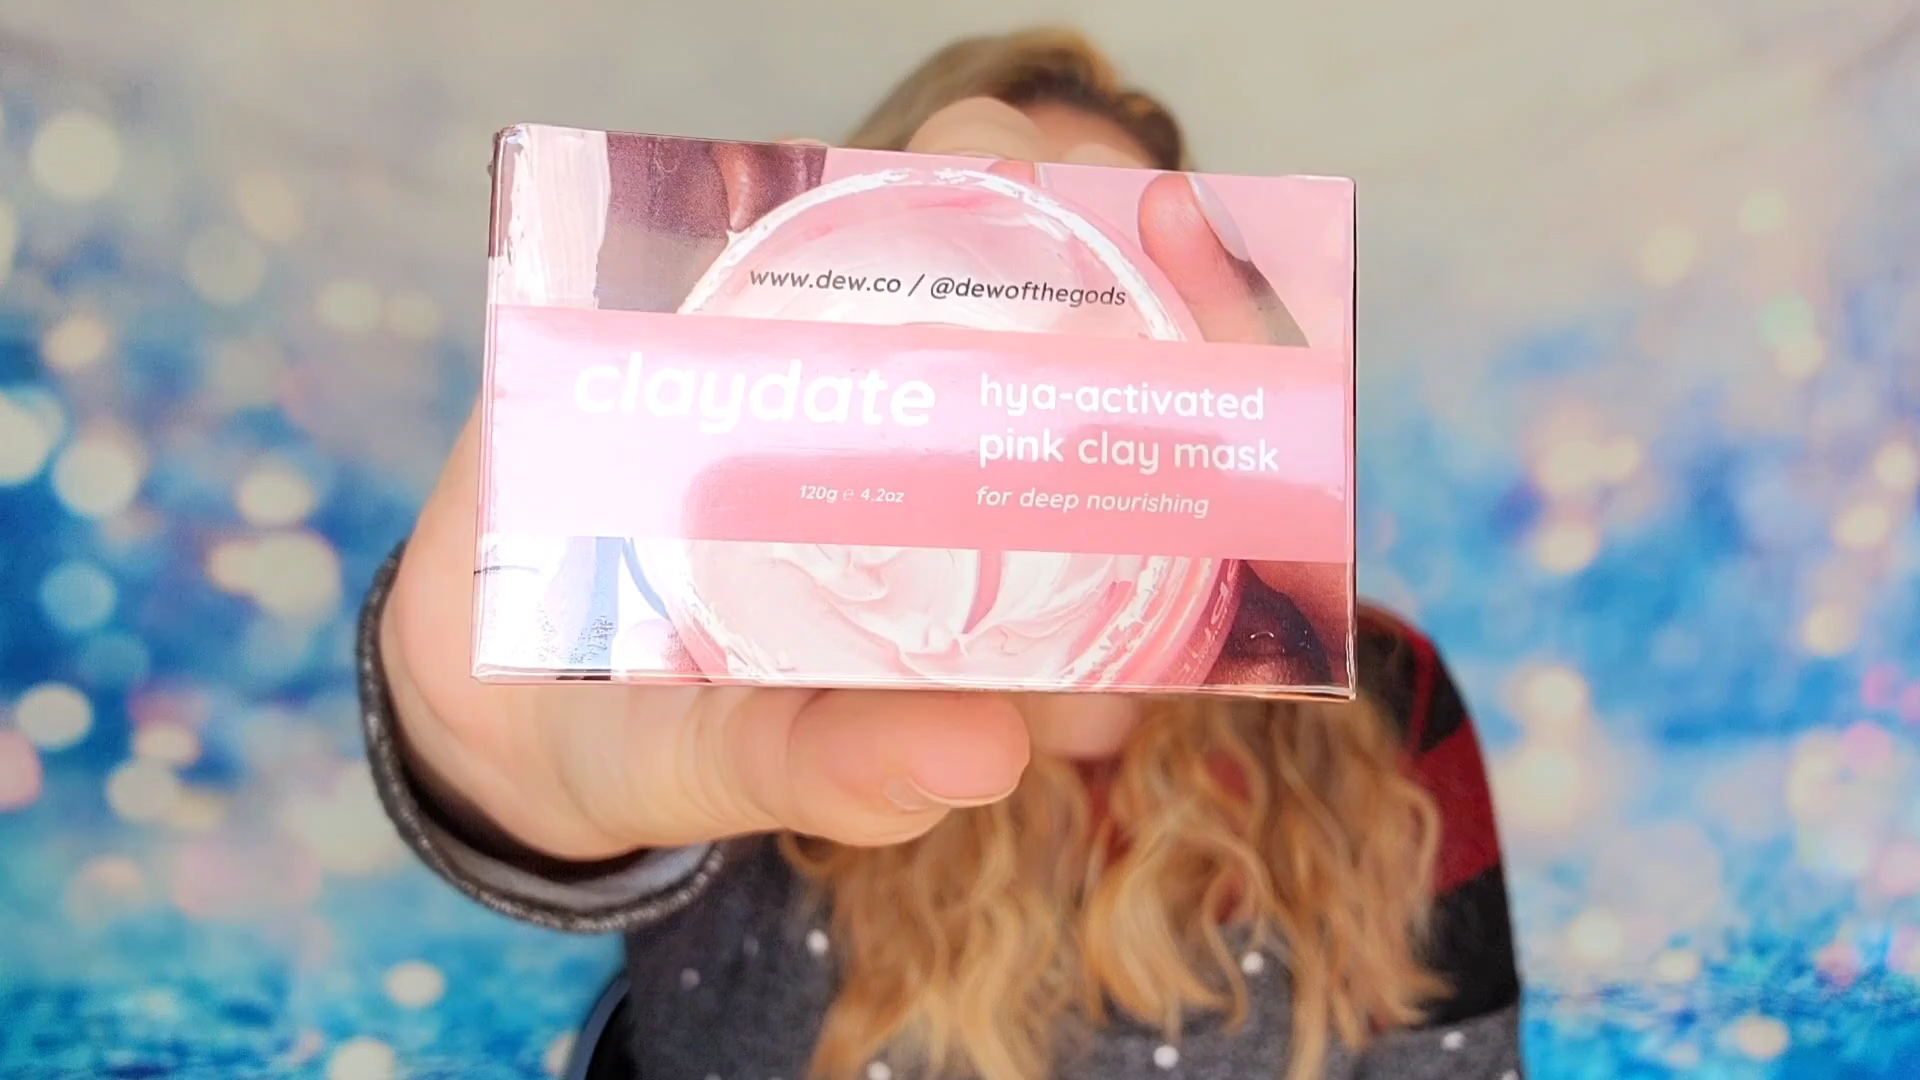 www.dew.co / @dewofthegods
claydate
hya-activated
pink clay mask
120g e 4.2oz
for deep nourishing